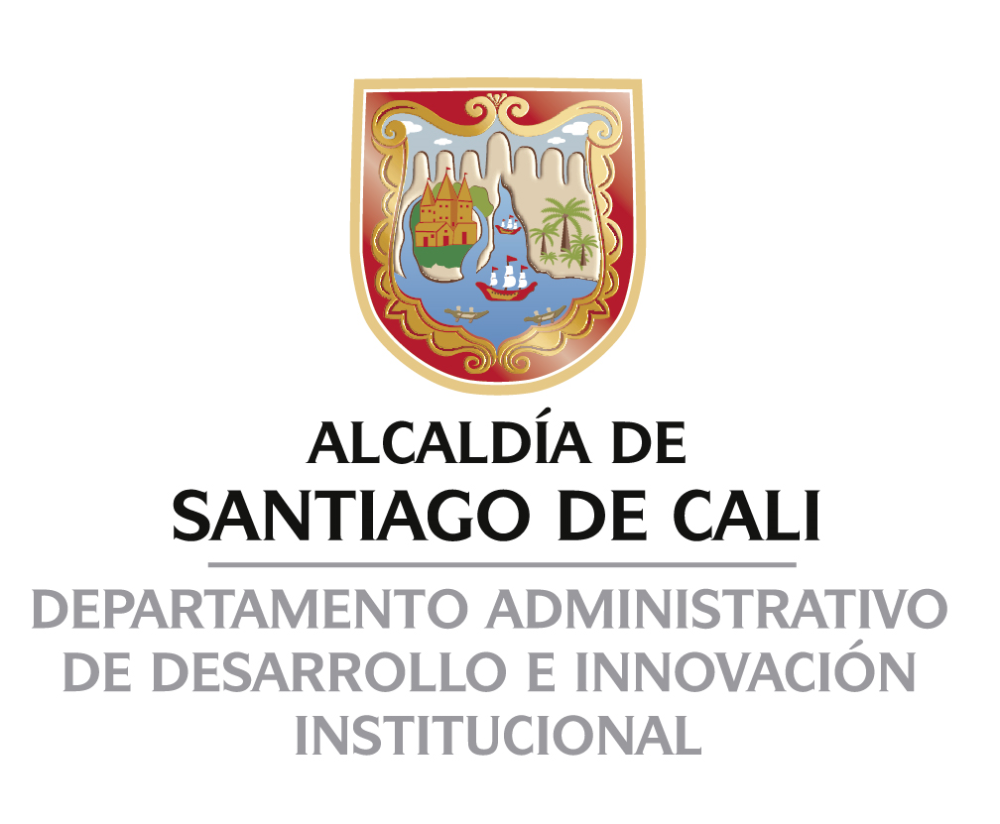 ALCALDÍA DE
SANTIAGO DE CALI
DEPARTAMENTO ADMINISTRATIVO
DE DESARROLLO E INNOVACIÓN
INSTITUCIONAL